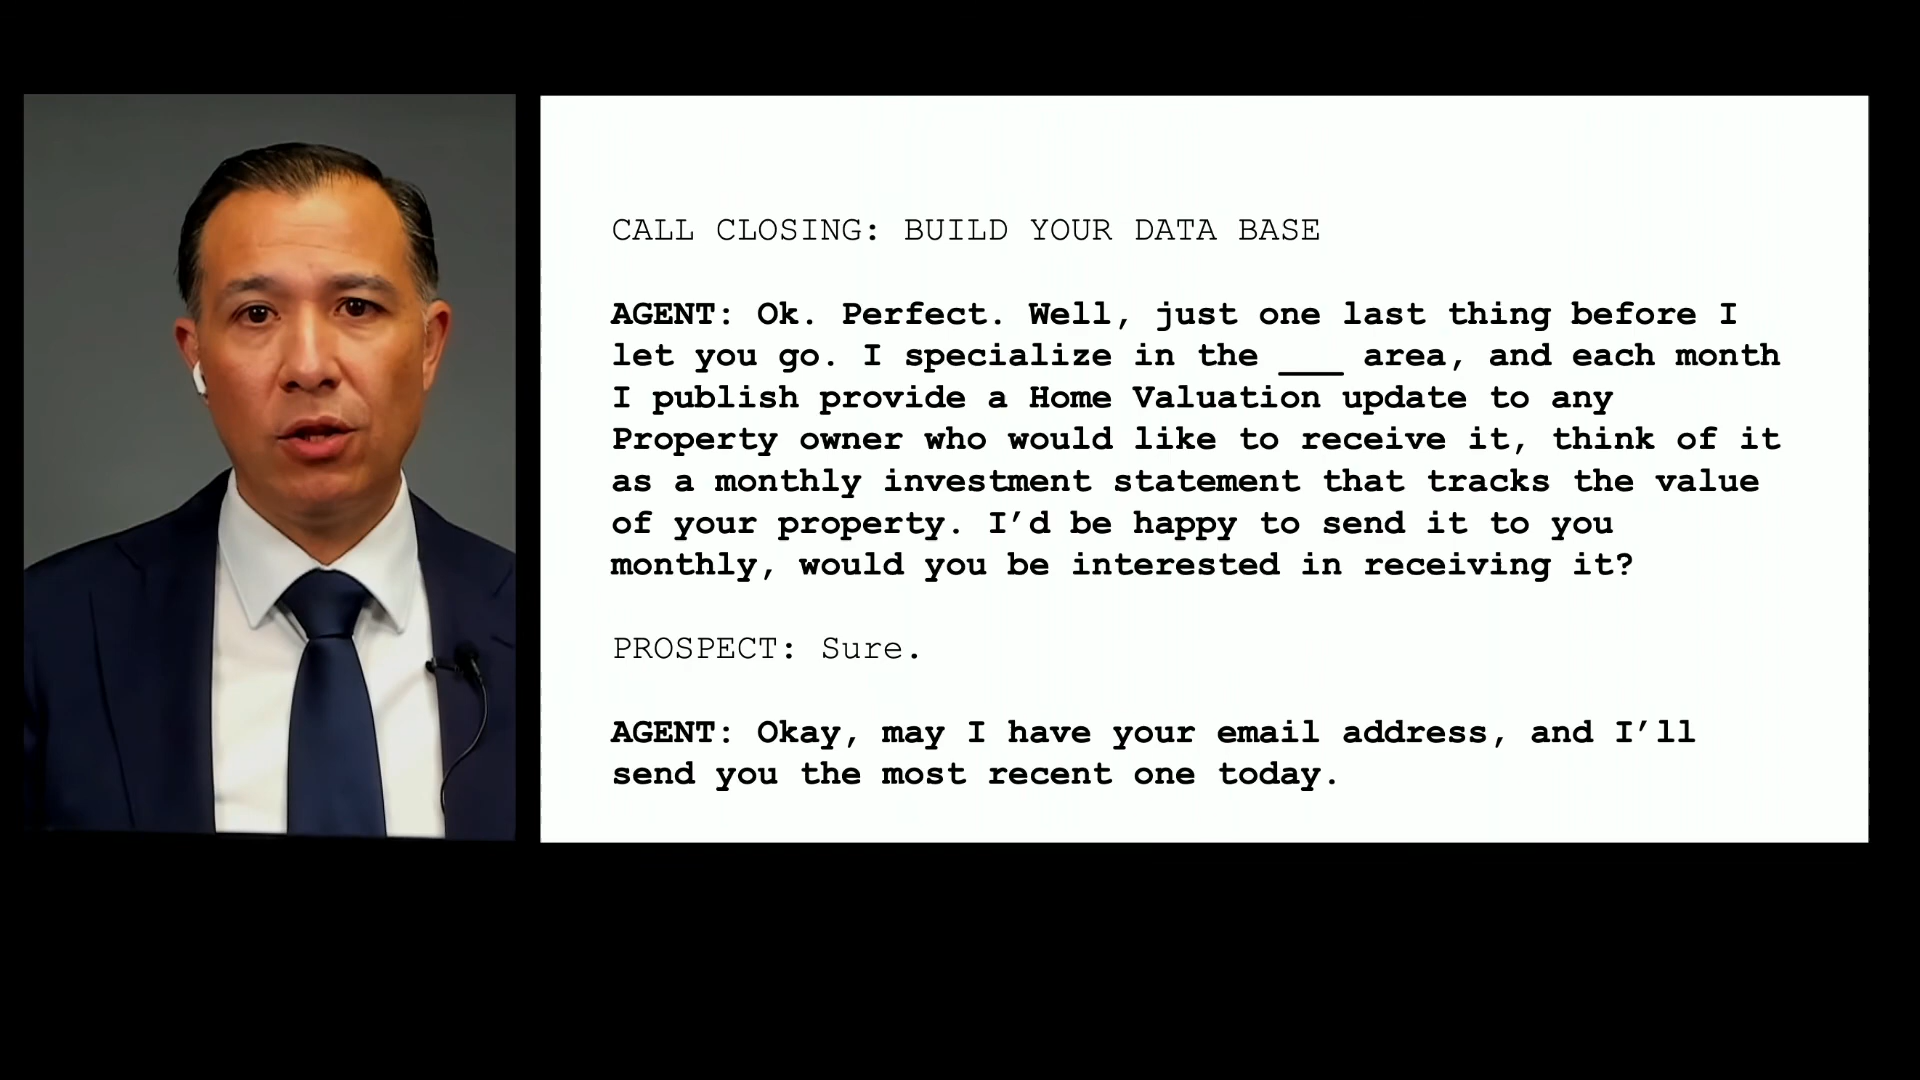 CALL CLOSING: BUILD YOUR DATA BASE
AGENT: Ok. Perfect. Well, just one last thing before I
let you go. I specialize in the ___ area, and each month
I publish provide a Home Valuation update to any
Property owner who would like to receive it, think of it
as a monthly investment statement that tracks the value
of your property. I’d be happy to send it to you
monthly, would you be interested in receiving it?
PROSPECT: Sure.
AGENT: Okay, may I have your email address, and I’ll
send you the most recent one today.